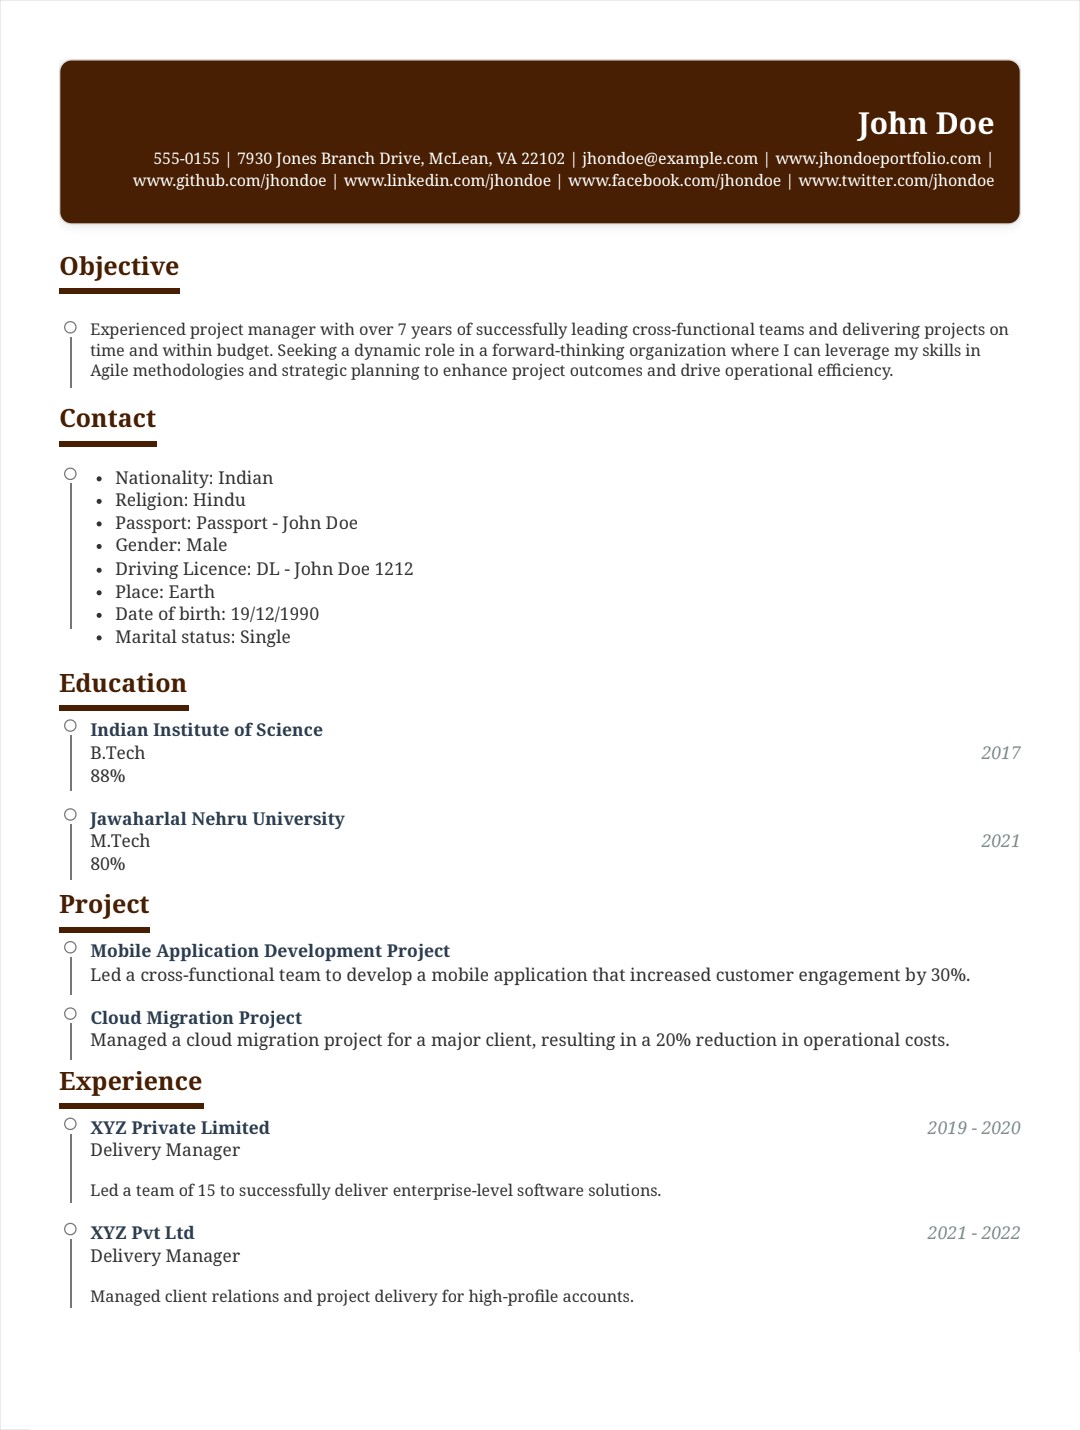 John Doe
555-0155 | 7930 Jones Branch Drive, McLean, VA 22102 | jhondoe@example.com | www.jhondoeportfolio.com |
www.github.com/jhondoe | www.linkedin.com/jhondoe | www.facebook.com/jhondoe | www.twitter.com/jhondoe
Objective
Experienced project manager with over 7 years of successfully leading cross-functional teams and delivering projects on
time and within budget. Seeking a dynamic role in a forward-thinking organization where I can leverage my skills in
Agile methodologies and strategic planning to enhance project outcomes and drive operational efficiency.
Contact
• Nationality: Indian
• Religion: Hindu
• Passport: Passport - John Doe
• Gender: Male
• Driving Licence: DL - John Doe 1212
• Place: Earth
• Date of birth: 19/12/1990
• Marital status: Single
Education
Indian Institute of Science
B.Tech 2017
88%
Jawaharlal Nehru University
M.Tech 2021
80%
Project
Mobile Application Development Project
Led a cross-functional team to develop a mobile application that increased customer engagement by 30%.
Cloud Migration Project
Managed a cloud migration project for a major client, resulting in a 20% reduction in operational costs.
Experience
XYZ Private Limited 2019 - 2020
Delivery Manager
Led a team of 15 to successfully deliver enterprise-level software solutions.
XYZ Pvt Ltd 2021 - 2022
Delivery Manager
Managed client relations and project delivery for high-profile accounts.